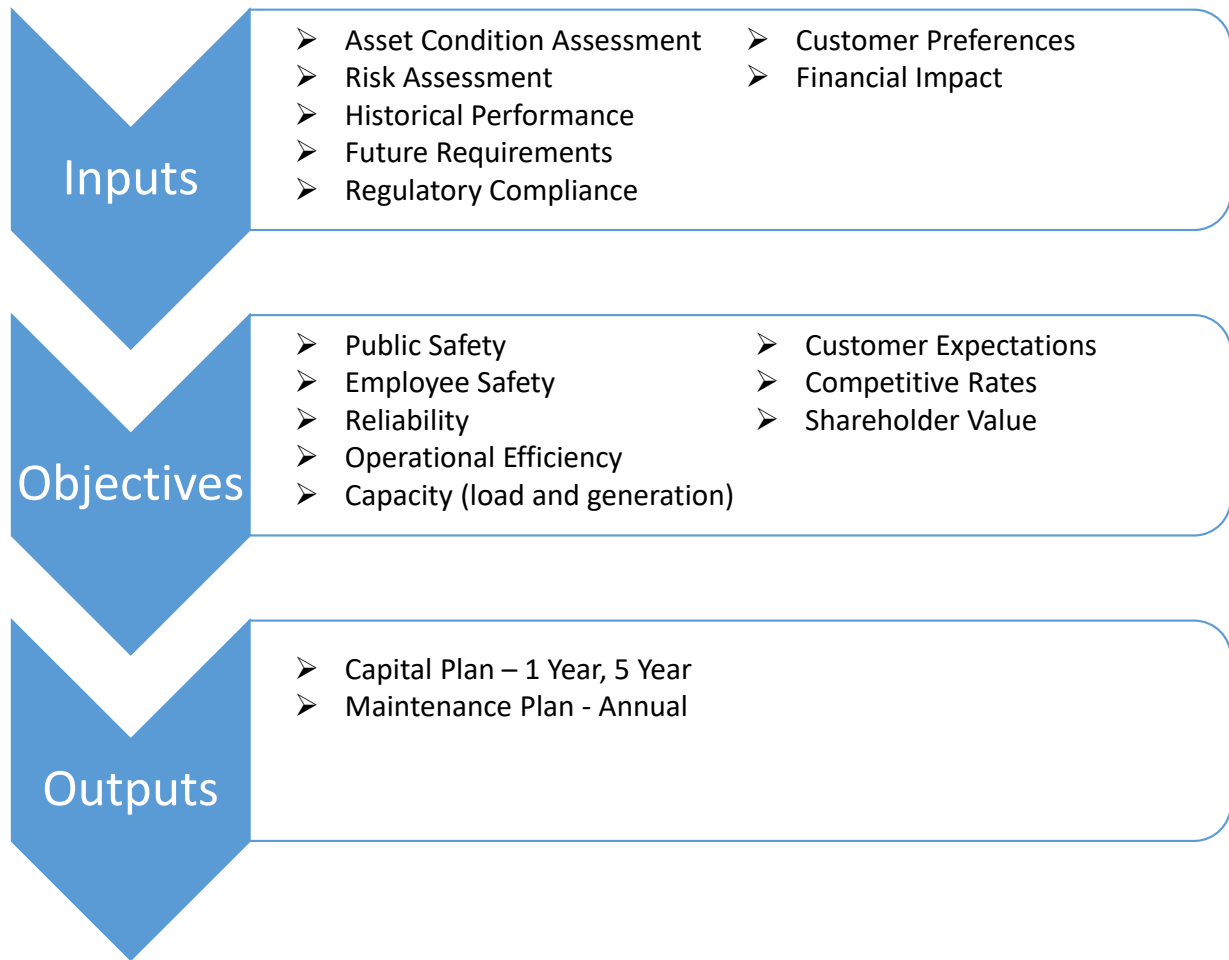 Inputs
➢ Asset Condition Assessment
➢ Risk Assessment
➢ Historical Performance
➢ Future Requirements
➢ Regulatory Compliance
➢ Customer Preferences
➢ Financial Impact
Objectives
➢ Public Safety
➢ Employee Safety
➢ Reliability
➢ Operational Efficiency
➢ Capacity (load and generation)
➢ Customer Expectations
➢ Competitive Rates
➢ Shareholder Value
Outputs
➢ Capital Plan – 1 Year, 5 Year
➢ Maintenance Plan - Annual